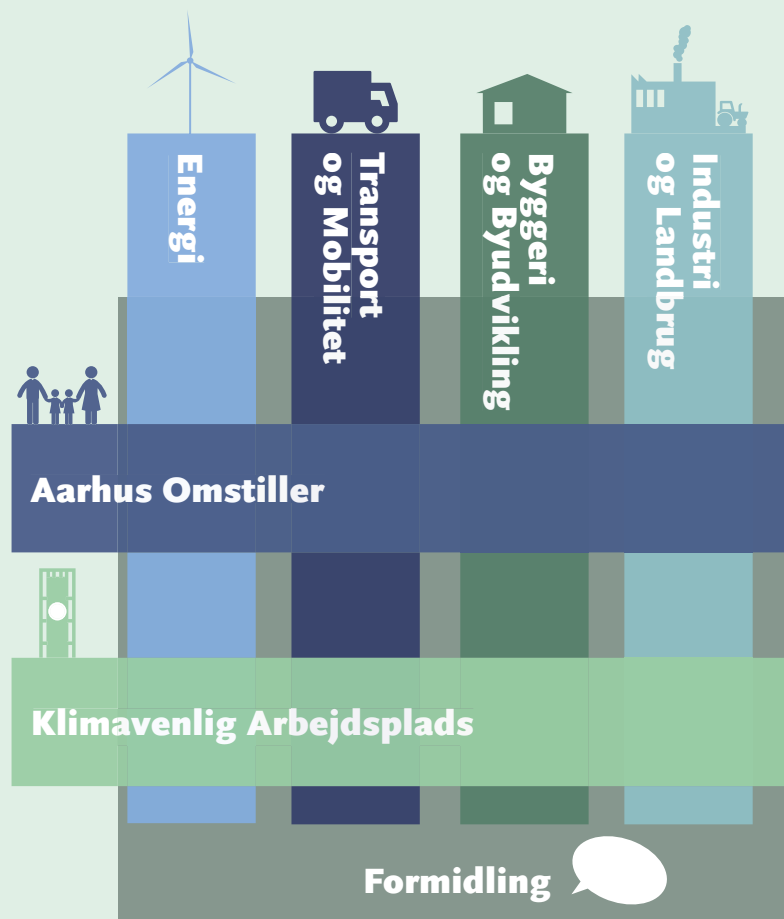 Energi
Transport
og Mobilitet
Byggeri
og Byudvikling
Industri
og Landbrug
Aarhus Omstiller
Klimavenlig Arbejdsplads
Formidling